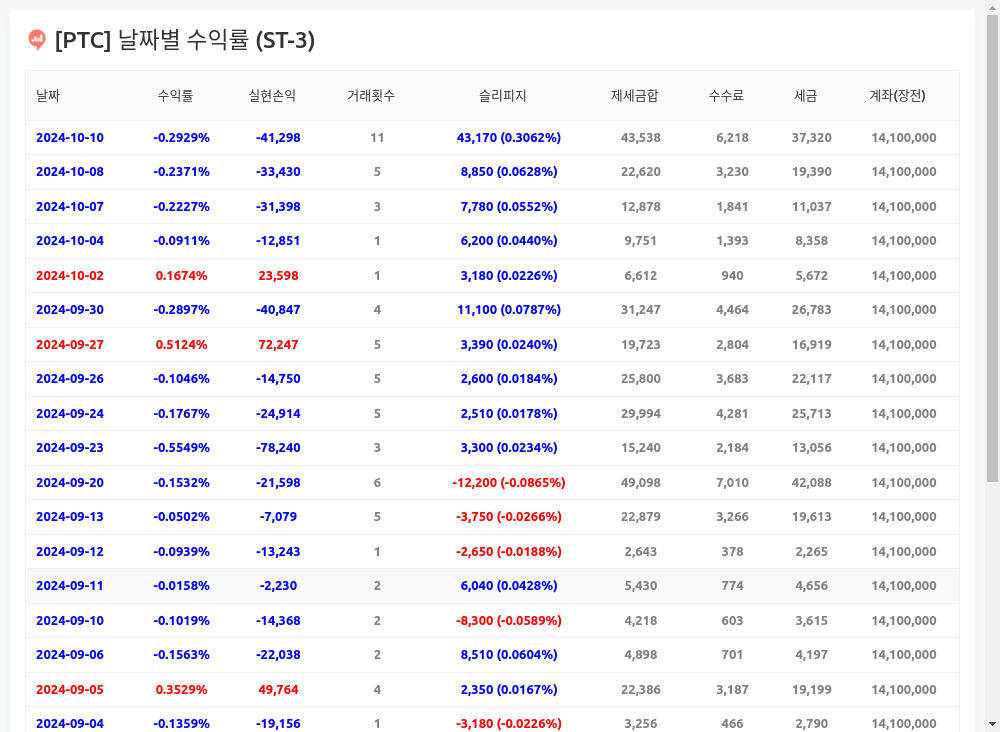 [PTC] 날짜별 수익률 (ST-3)
날짜 수익률 실현손익 거래횟수 슬리피지 제세금합 수수료 세금 계좌(장전)
2024-10-10 -0.2929% -41,298 11 43,170 (0.3062%) 43,538 6,218 37,320 14,100,000
2024-10-08 -0.2371% -33,430 5 8,850 (0.0628%) 22,620 3,230 19,390 14,100,000
2024-10-07 -0.2227% -31,398 3 7,780 (0.0552%) 12,878 1,841 11,037 14,100,000
2024-10-04 -0.0911% -12,851 1 6,200 (0.0440%) 9,751 1,393 8,358 14,100,000
2024-10-02 0.1674% 23,598 1 3,180 (0.0226%) 6,612 940 5,672 14,100,000
2024-09-30 -0.2897% -40,847 4 11,100 (0.0787%) 31,247 4,464 26,783 14,100,000
2024-09-27 0.5124% 72,247 5 3,390 (0.0240%) 19,723 2,804 16,919 14,100,000
2024-09-26 -0.1046% -14,750 5 2,600 (0.0184%) 25,800 3,683 22,117 14,100,000
2024-09-24 -0.1767% -24,914 5 2,510 (0.0178%) 29,994 4,281 25,713 14,100,000
2024-09-23 -0.5549% -78,240 3 3,300 (0.0234%) 15,240 2,184 13,056 14,100,000
2024-09-20 -0.1532% -21,598 6 -12,200 (-0.0865%) 49,098 7,010 42,088 14,100,000
2024-09-13 -0.0502% -7,079 5 -3,750 (-0.0266%) 22,879 3,266 19,613 14,100,000
2024-09-12 -0.0939% -13,243 1 -2,650 (-0.0188%) 2,643 378 2,265 14,100,000
2024-09-11 -0.0158% -2,230 2 6,040 (0.0428%) 5,430 774 4,656 14,100,000
2024-09-10 -0.1019% -14,368 2 -8,300 (-0.0589%) 4,218 603 3,615 14,100,000
2024-09-06 -0.1563% -22,038 2 8,510 (0.0604%) 4,898 701 4,197 14,100,000
2024-09-05 0.3529% 49,764 4 2,350 (0.0167%) 22,386 3,187 19,199 14,100,000
2024-09-04 -0.1359% -19,156 1 -3,180 (-0.0226%) 3,256 466 2,790 14,100,000